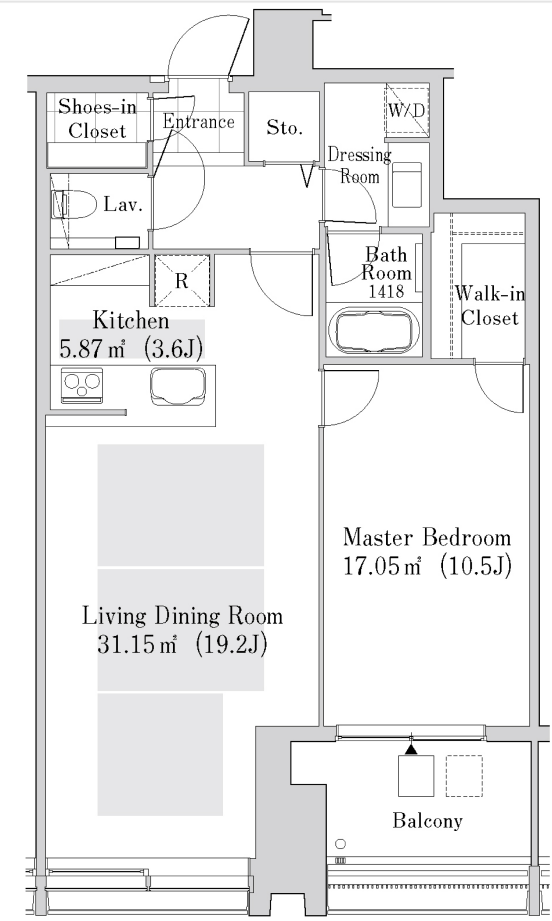 Shoes-in
Closet
Entrance
Sto.
W/D
Dressing
Room
Lav.
R
Bath
Room
1418
Walk-in
Closet
Kitchen
5.87㎡ (3.6J)
Master Bedroom
17.05㎡ (10.5J)
Living Dining Room
31.15㎡ (19.2J)
Balcony